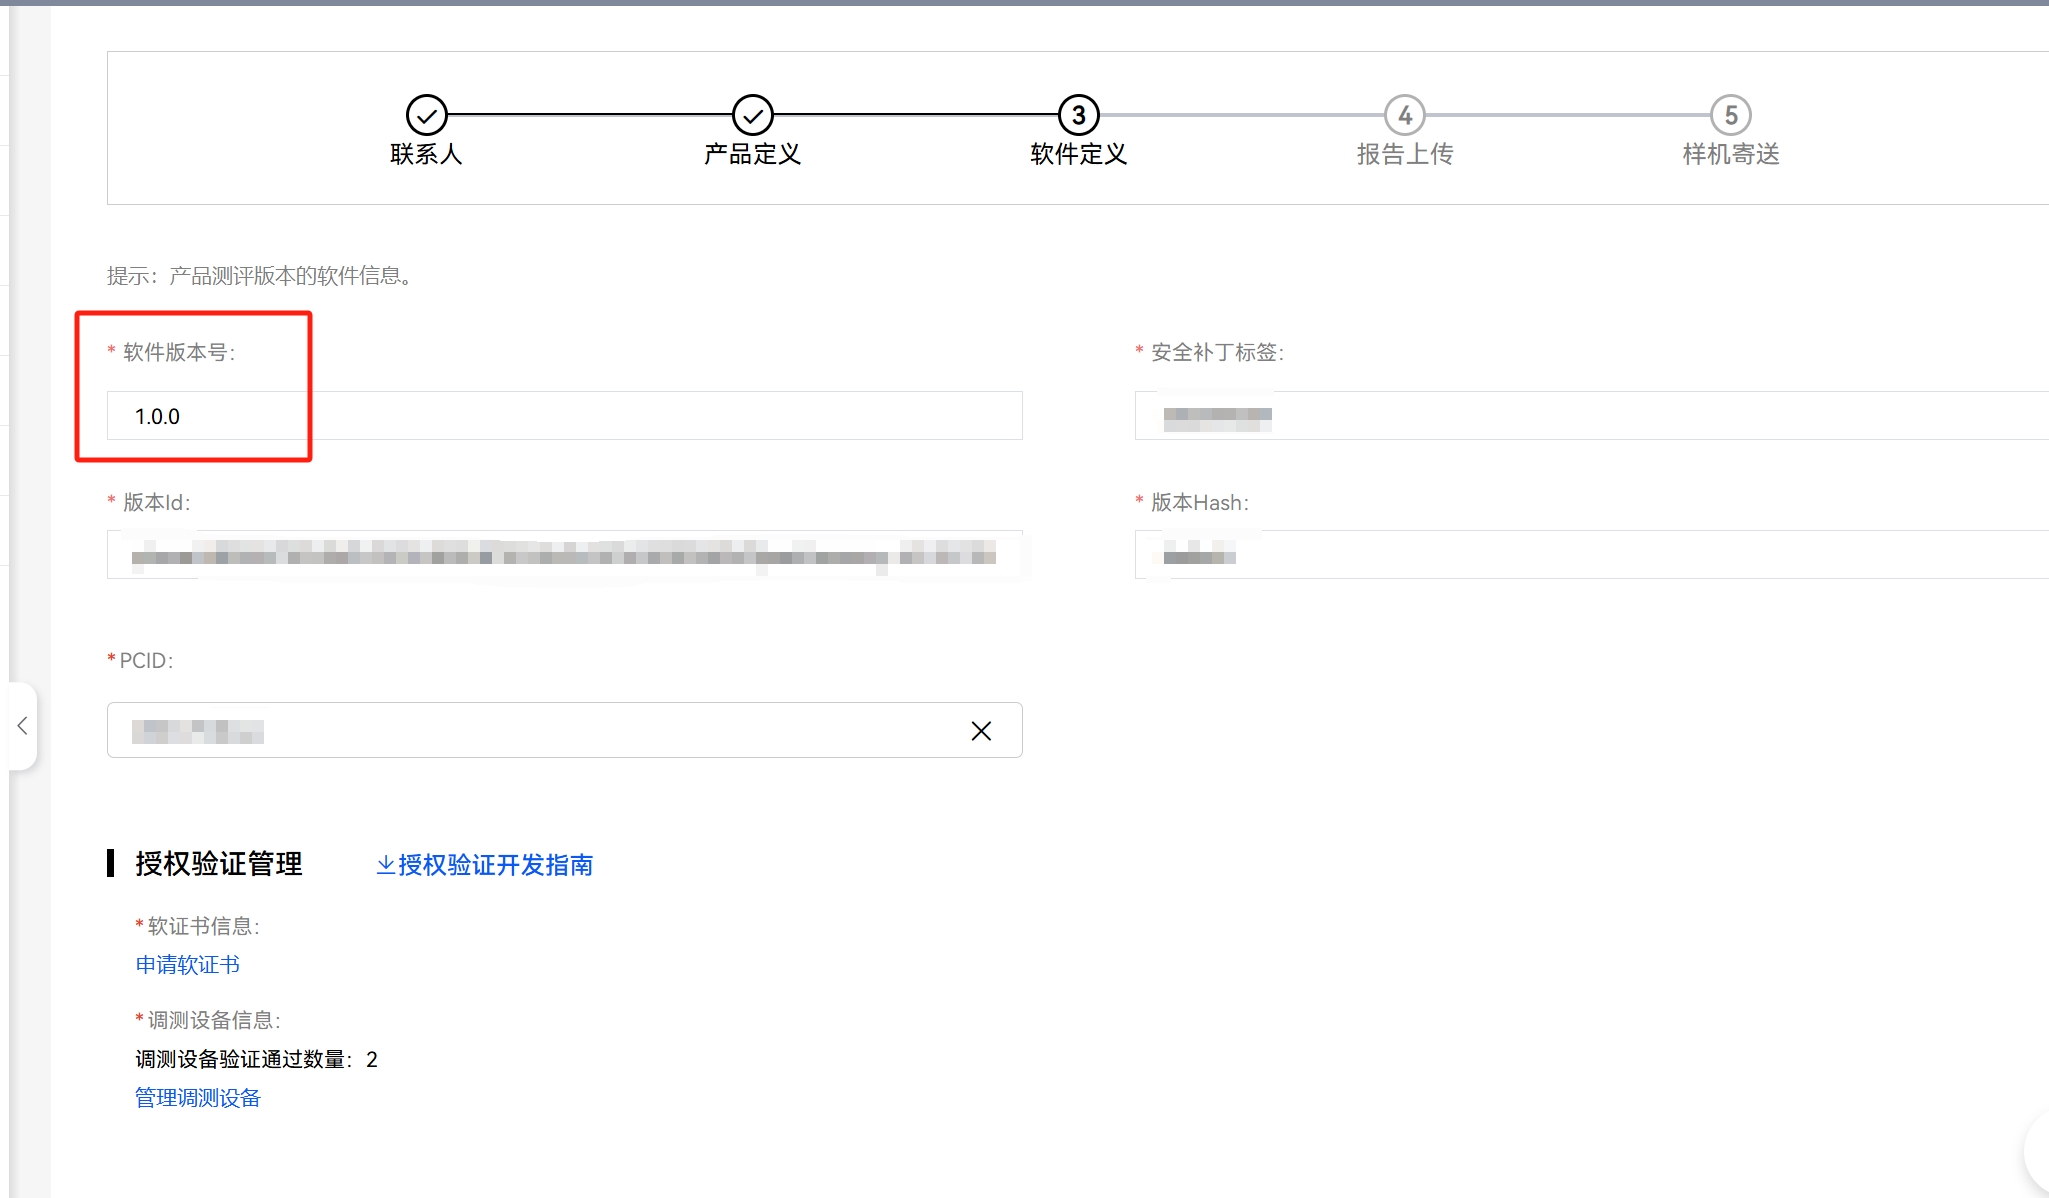 3
4
5
联系人
产品定义
软件定义
报告上传
样机寄送
提示：产品测评版本的软件信息。
* 软件版本号:
* 安全补丁标签:
1.0.0
* 版本Id:
* 版本Hash:
*PCID:
授权验证管理
授权验证开发指南
*软证书信息:
申请软证书
*调测设备信息:
调测设备验证通过数量：2
管理调测设备